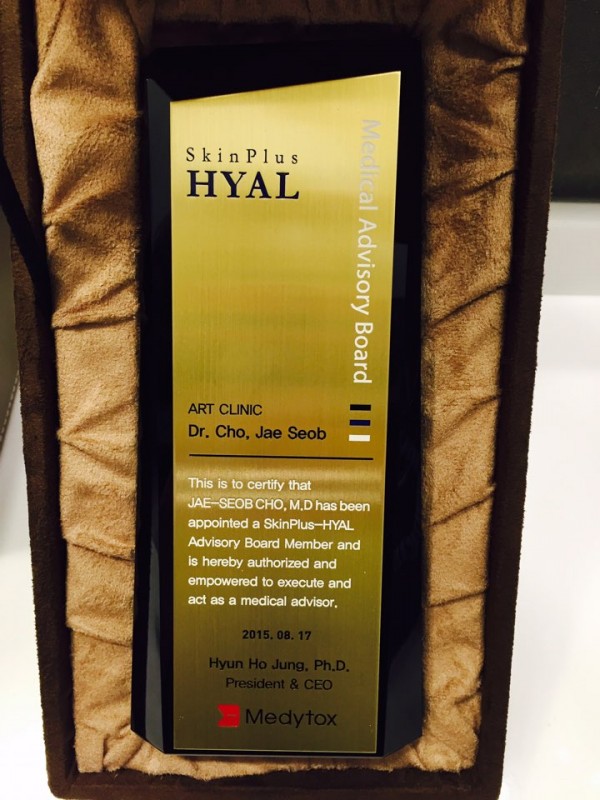 SkinPlus
HYAL
Medical Advisory Board
ART CLINIC
Dr. Cho, Jae Seob
This is to certify that
JAE-SEOB CHO, M.D has been
appointed a SkinPlus-HYAL
Advisory Board Member and
is hereby authorized and
empowered to execute and
act as a medical advisor.
2015. 08. 17
Hyun Ho Jung, Ph.D.
President & CEO
Medytox